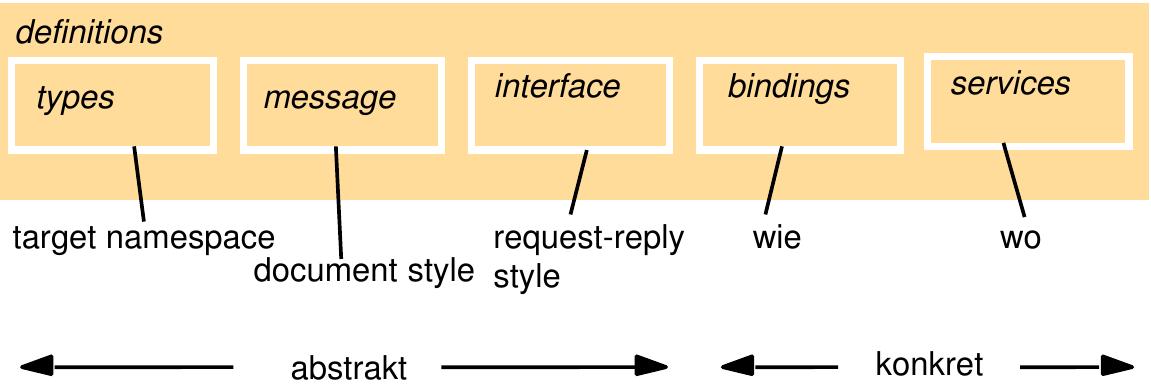 definitions
types
message
interface
bindings
services
target namespace
document style
request-reply
style
wie
wo
abstrakt
konkret